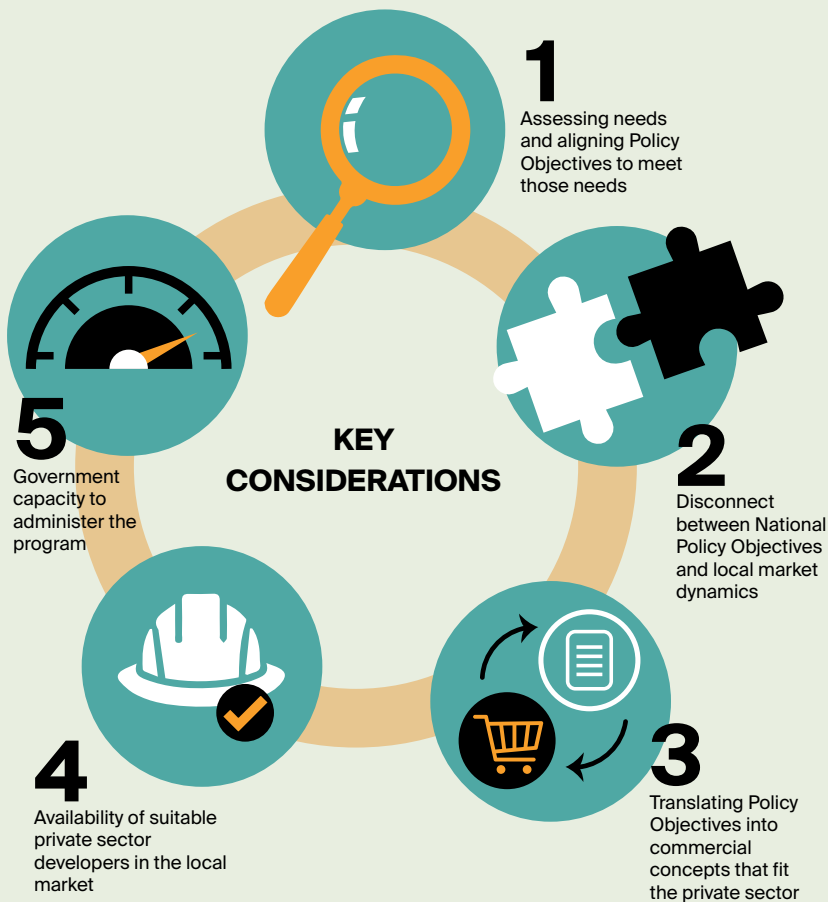 1
Assessing needs
and aligning Policy
Objectives to meet
those needs
2
Disconnect
between National
Policy Objectives
and local market
dynamics
3
Translating Policy
Objectives into
commercial
concepts that fit
the private sector
4
Availability of suitable
private sector
developers in the local
market
5
Government
capacity to
administer the
program
KEY
CONSIDERATIONS